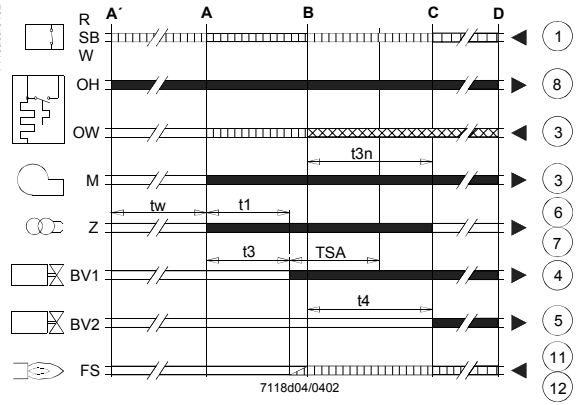 A´ A B C D
R
SB 1
W
OH 8
OW 3
t3n
M 3
tw t1 6
Z 7
t3 TSA
BV1 4
t4
BV2 5
11
FS 12
7118d04/0402